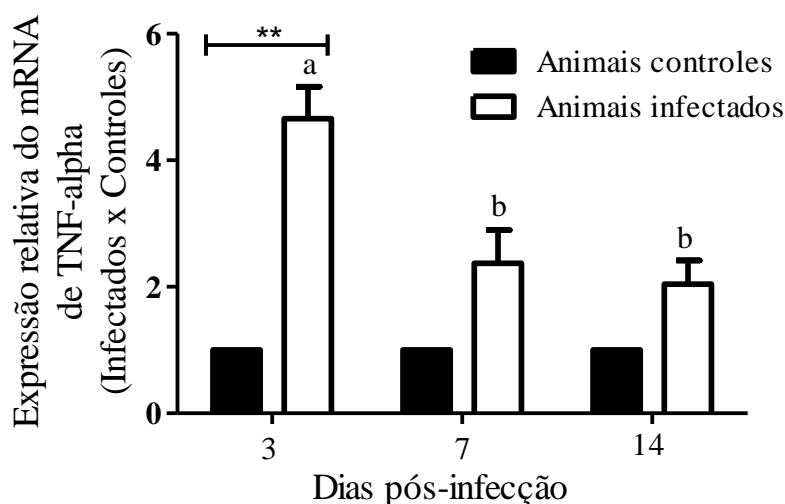 Expressão relativa do mRNA
de TNF-alpha
(Infectados x Controles)
6
4
2
0
**
a
b
b
Animais controles
Animais infectados
3
7
14
Dias pós-infecção